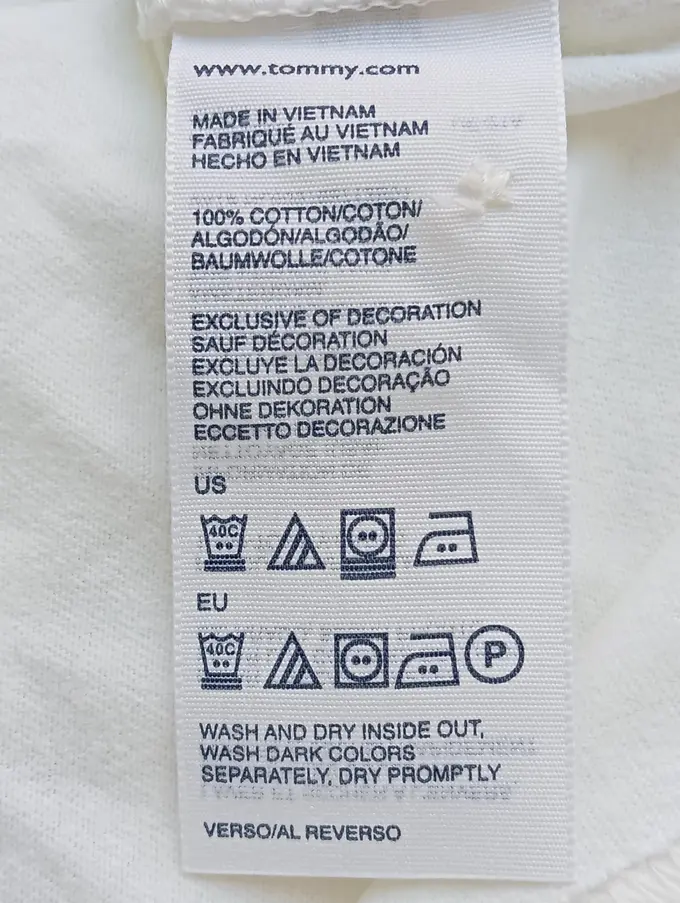 www.tommy.com
MADE IN VIETNAM
FABRIQUÉ AU VIETNAM
HECHO EN VIETNAM
100% COTTON/COTON/
ALGODÓN/ALGODÃO/
BAUMWOLLE/COTONE
EXCLUSIVE OF DECORATION
SAUF DÉCORATION
EXCLUYE LA DECORACIÓN
EXCLUINDO DECORAÇÃO
OHNE DEKORATION
ECCETTO DECORAZIONE
US
40C
EU
40C P
WASH AND DRY INSIDE OUT,
WASH DARK COLORS
SEPARATELY, DRY PROMPTLY
VERSO/AL REVERSO